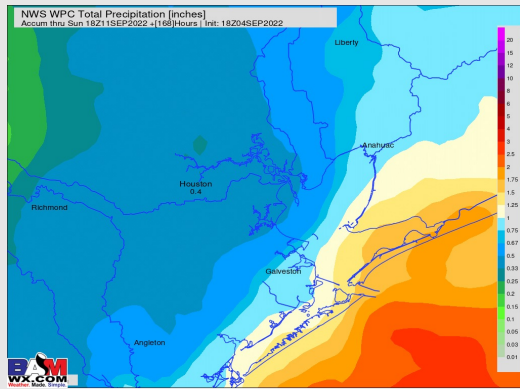 NWS WPC Total Precipitation [inches]
Accum thru Sun 18Z11SEP2022 +[168]Hours | Init: 18Z04SEP2022
Liberty
Anahuac
Houston
0.4
Richmond
Galveston
Angleton
20
15
12
10
8
6
5
4
3
2.5
2
1.75
1.5
1.25
1
0.75
0.67
0.5
0.33
0.25
0.2
0.15
0.1
0.05
0.03
0.01
BAM
WX.COM
Weather. Made. Simple.